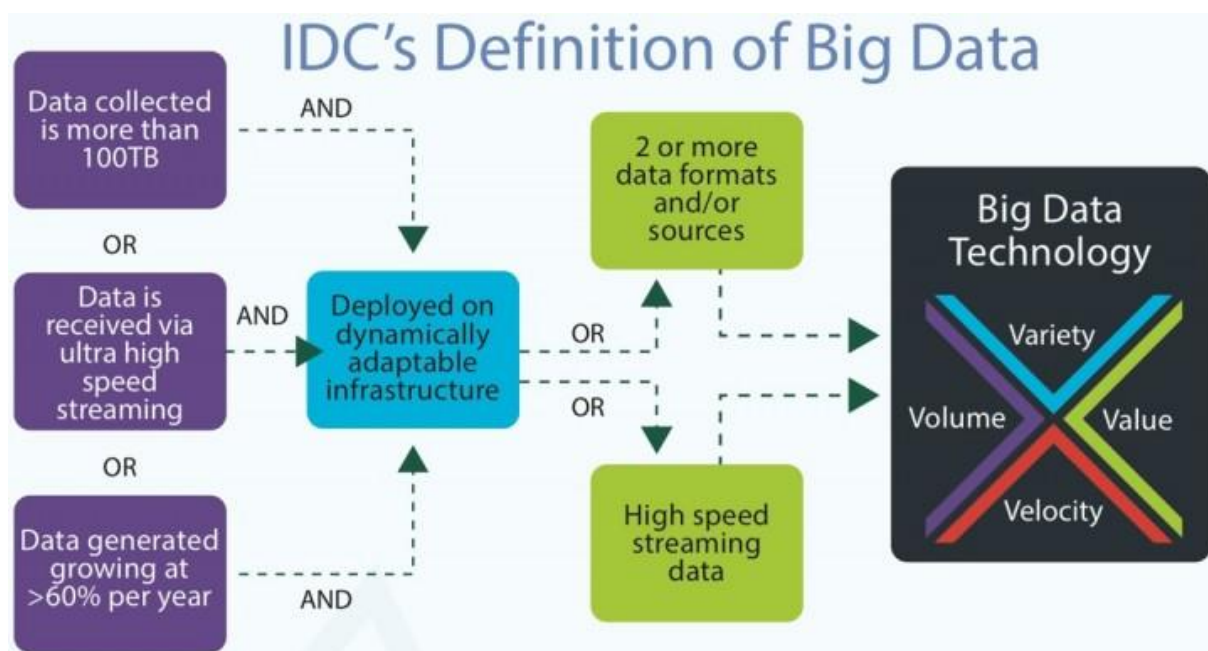 IDC's Definition of Big Data
Data collected
is more than
100TB
AND
OR
Data is
received via
ultra high
speed
streaming
AND
OR
Data generated
growing at
>60% per year
AND
Deployed on
dynamically
adaptable
infrastructure
OR
OR
2 or more
data formats
and/or
sources
High speed
streaming
data
Big Data
Technology
Variety
Volume
Value
Velocity